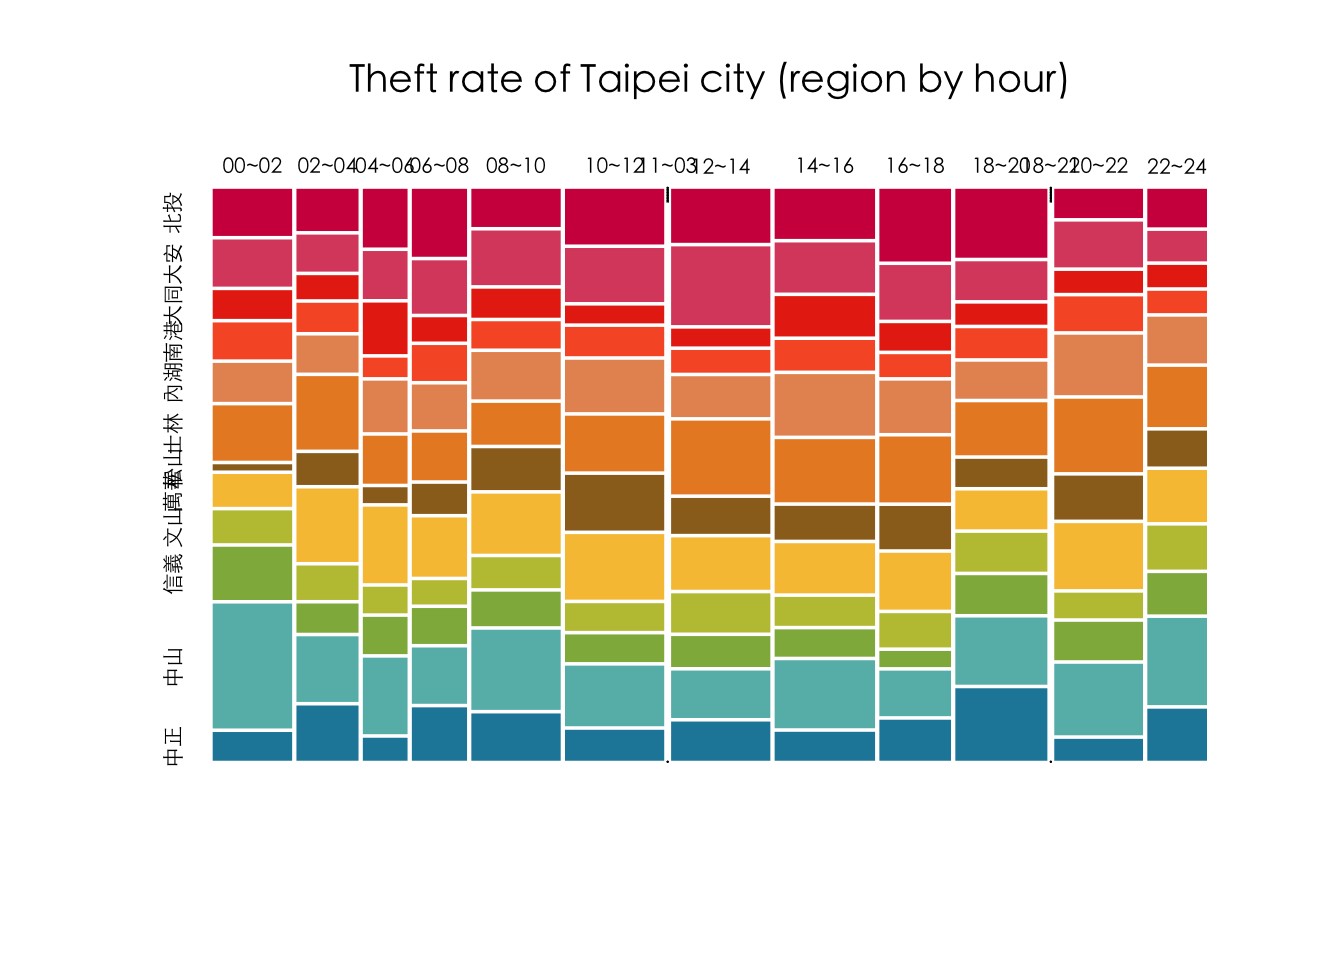 Theft rate of Taipei city (region by hour)
00~02 02~04 04~06 06~08 08~10 10~12 11~03 12~14 14~16 16~18 18~20 20~22 22~24
北投
大安
大同
南港
內湖
士林
松山
萬華
文山
信義
中山
中正